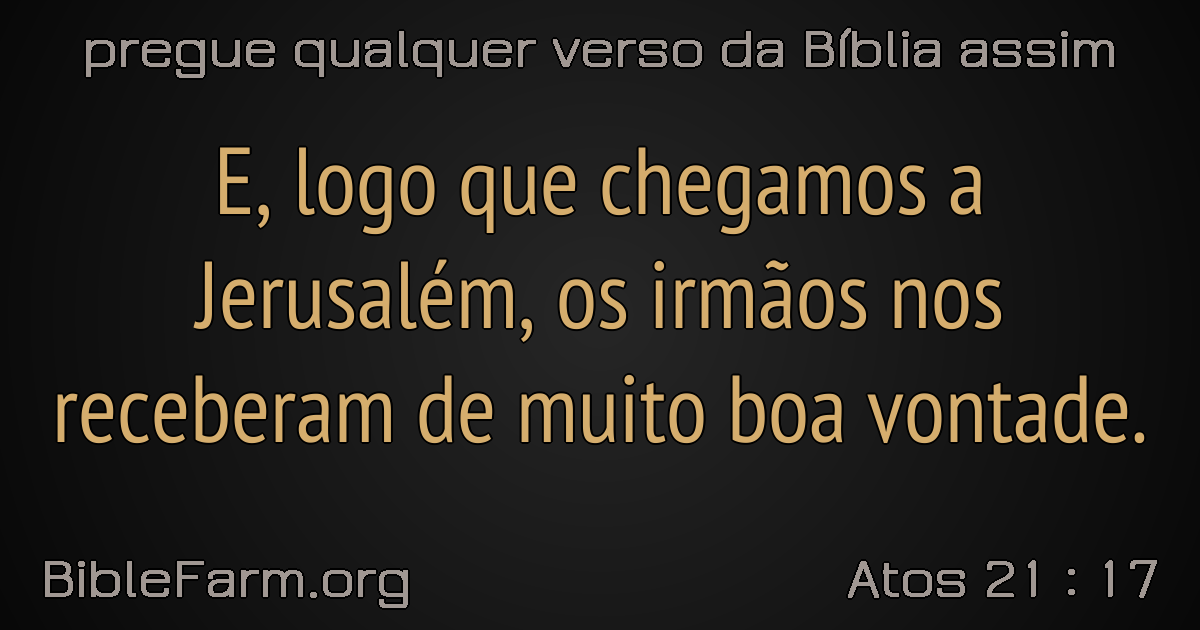 pregue qualquer verso da Bíblia assim
E, logo que chegamos a
Jerusalém, os irmãos nos
receberam de muito boa vontade.
BibleFarm.org
Atos 21 : 17